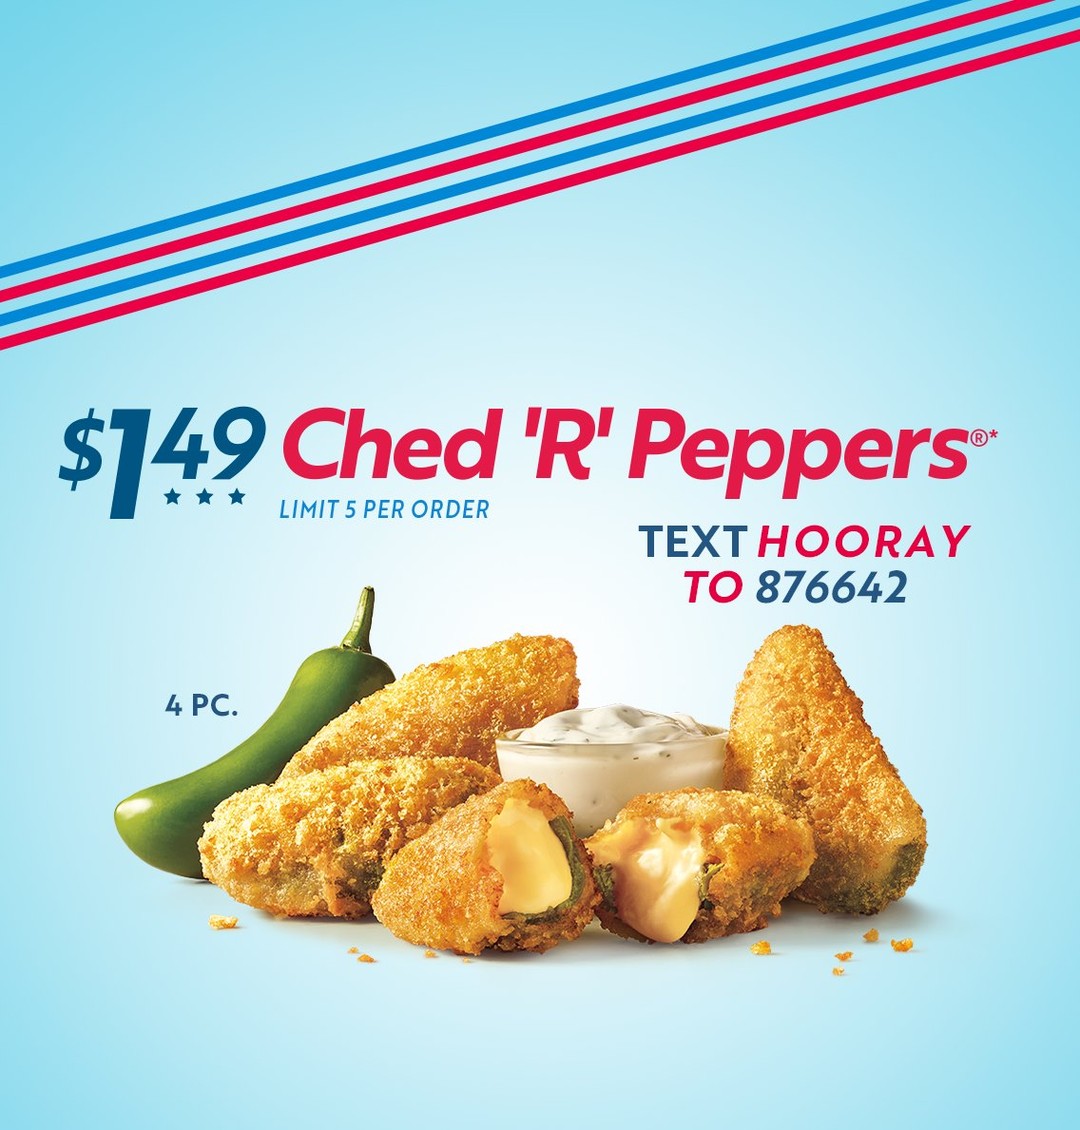 $1.49 Ched 'R' Peppers®*
LIMIT 5 PER ORDER
TEXT HOORAY
TO 876642
4 PC.